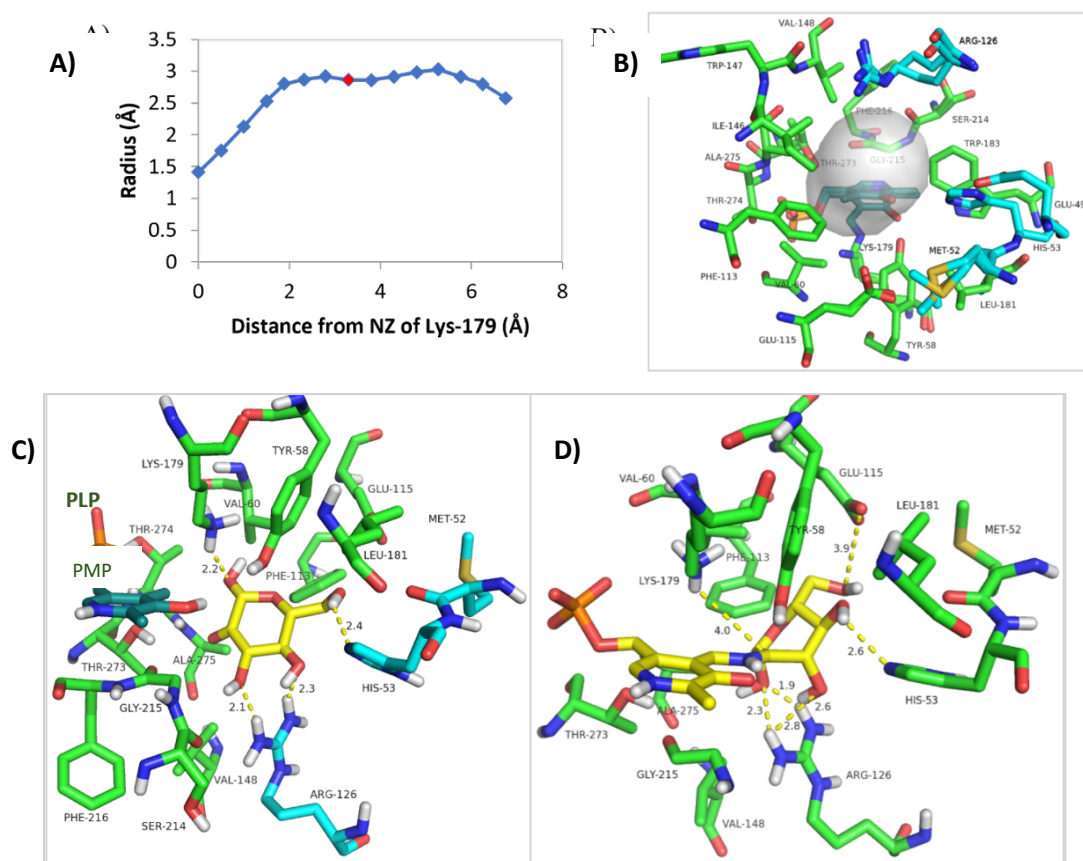 A)
3.5
3
2.5
2
1.5
1
0.5
0
0 2 4 6 8
Radius (Å)
Distance from NZ of Lys-179 (Å)
B)
VAL-148
ARG-126
TRP-147
PHE-216
SER-214
ILE-146
TRP-183
ALA-275
THR-273
GLY-215
GLU-49
THR-274
LYS-179
MET-52
HIS-53
PHE-113
VAL-60
LEU-181
GLU-115
TYR-58
C)
TYR-58
LYS-179
VAL-60
GLU-115
PLP
THR-274
MET-52
PMP
2.2
PHE-113
LEU-181
2.4
THR-273
ALA-275
HIS-53
GLY-215
2.3
2.1
VAL-148
ARG-126
PHE-216
SER-214
D)
VAL-60
GLU-115
LEU-181
TYR-58
MET-52
3.9
PHE-113
LYS-179
4.0
2.6
HIS-53
ALA-275
1.9
2.3
2.6
THR-273
2.8
GLY-215
ARG-126
VAL-148